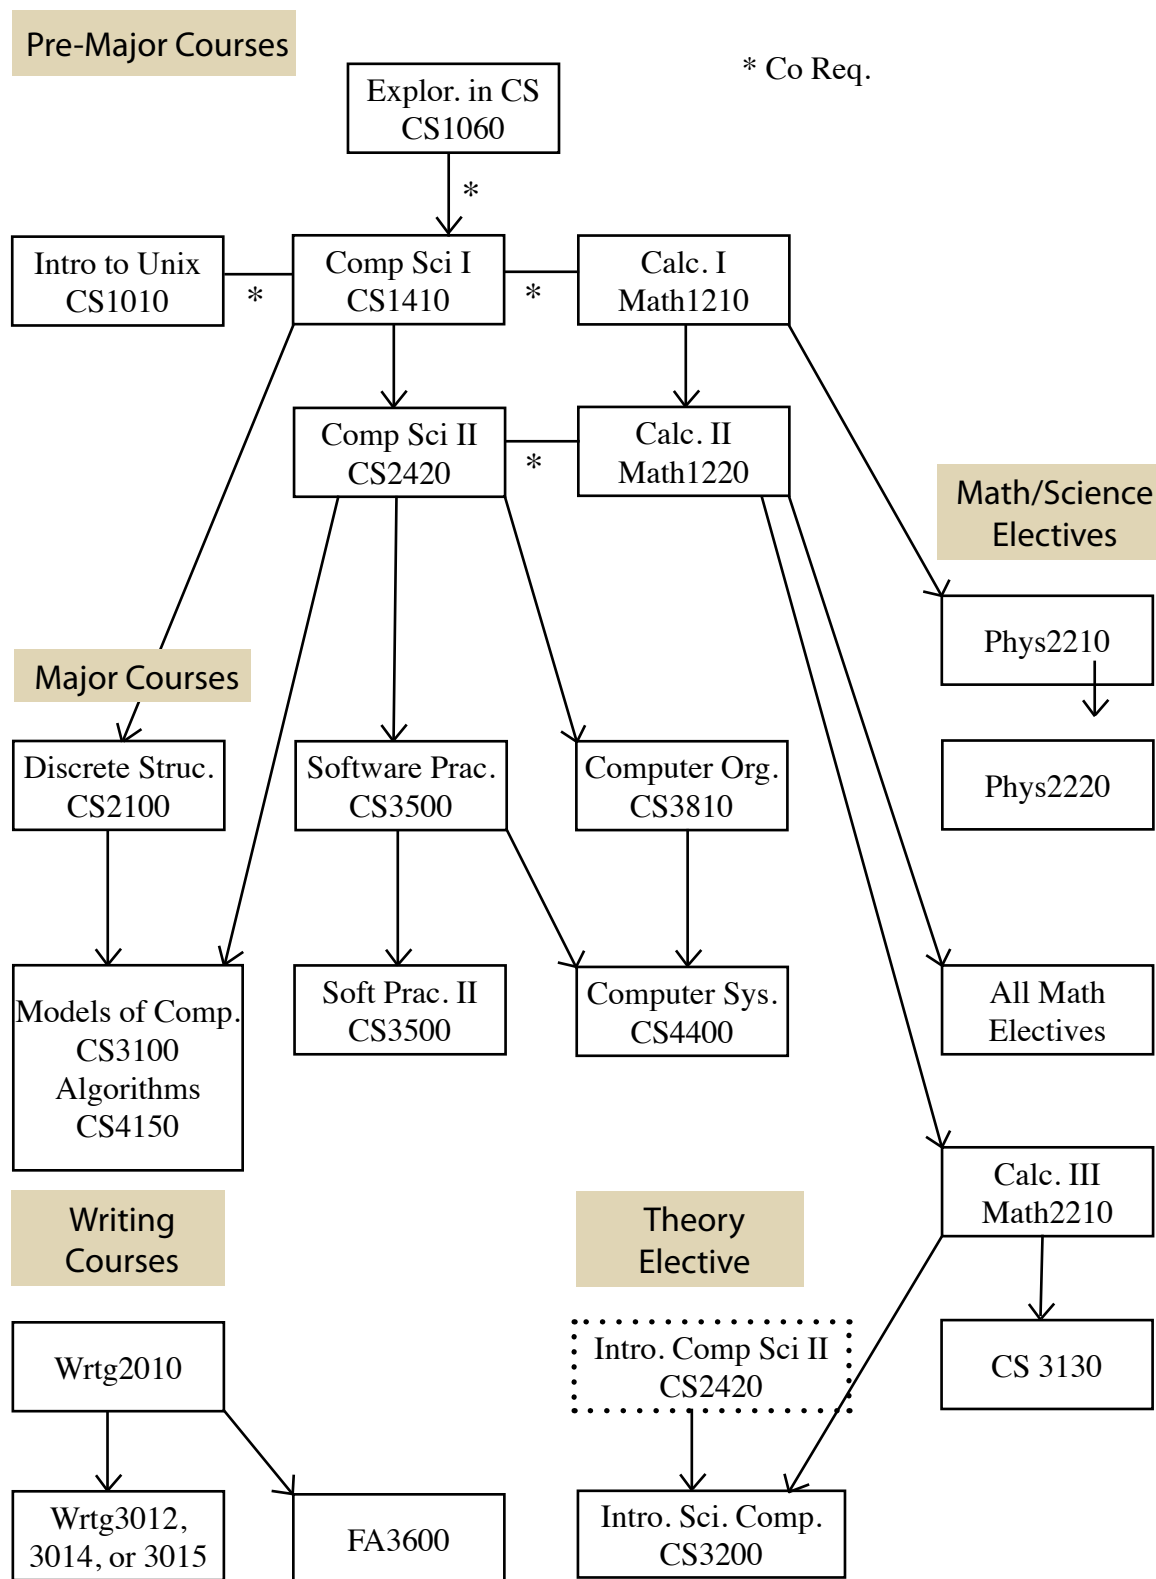 Pre-Major Courses
* Co Req.
Explor. in CS
CS1060
*
Intro to Unix
CS1010
*
Comp Sci I
CS1410
*
Calc. I
Math1210
Comp Sci II
CS2420
*
Calc. II
Math1220
Math/Science
Electives
Phys2210
Major Courses
Discrete Struc.
CS2100
Software Prac.
CS3500
Computer Org.
CS3810
Phys2220
Models of Comp.
CS3100
Algorithms
CS4150
Soft Prac. II
CS3500
Computer Sys.
CS4400
All Math
Electives
Calc. III
Math2210
Writing
Courses
Theory
Elective
Wrtg2010
Intro. Comp Sci II
CS2420
CS 3130
Wrtg3012,
3014, or 3015
FA3600
Intro. Sci. Comp.
CS3200